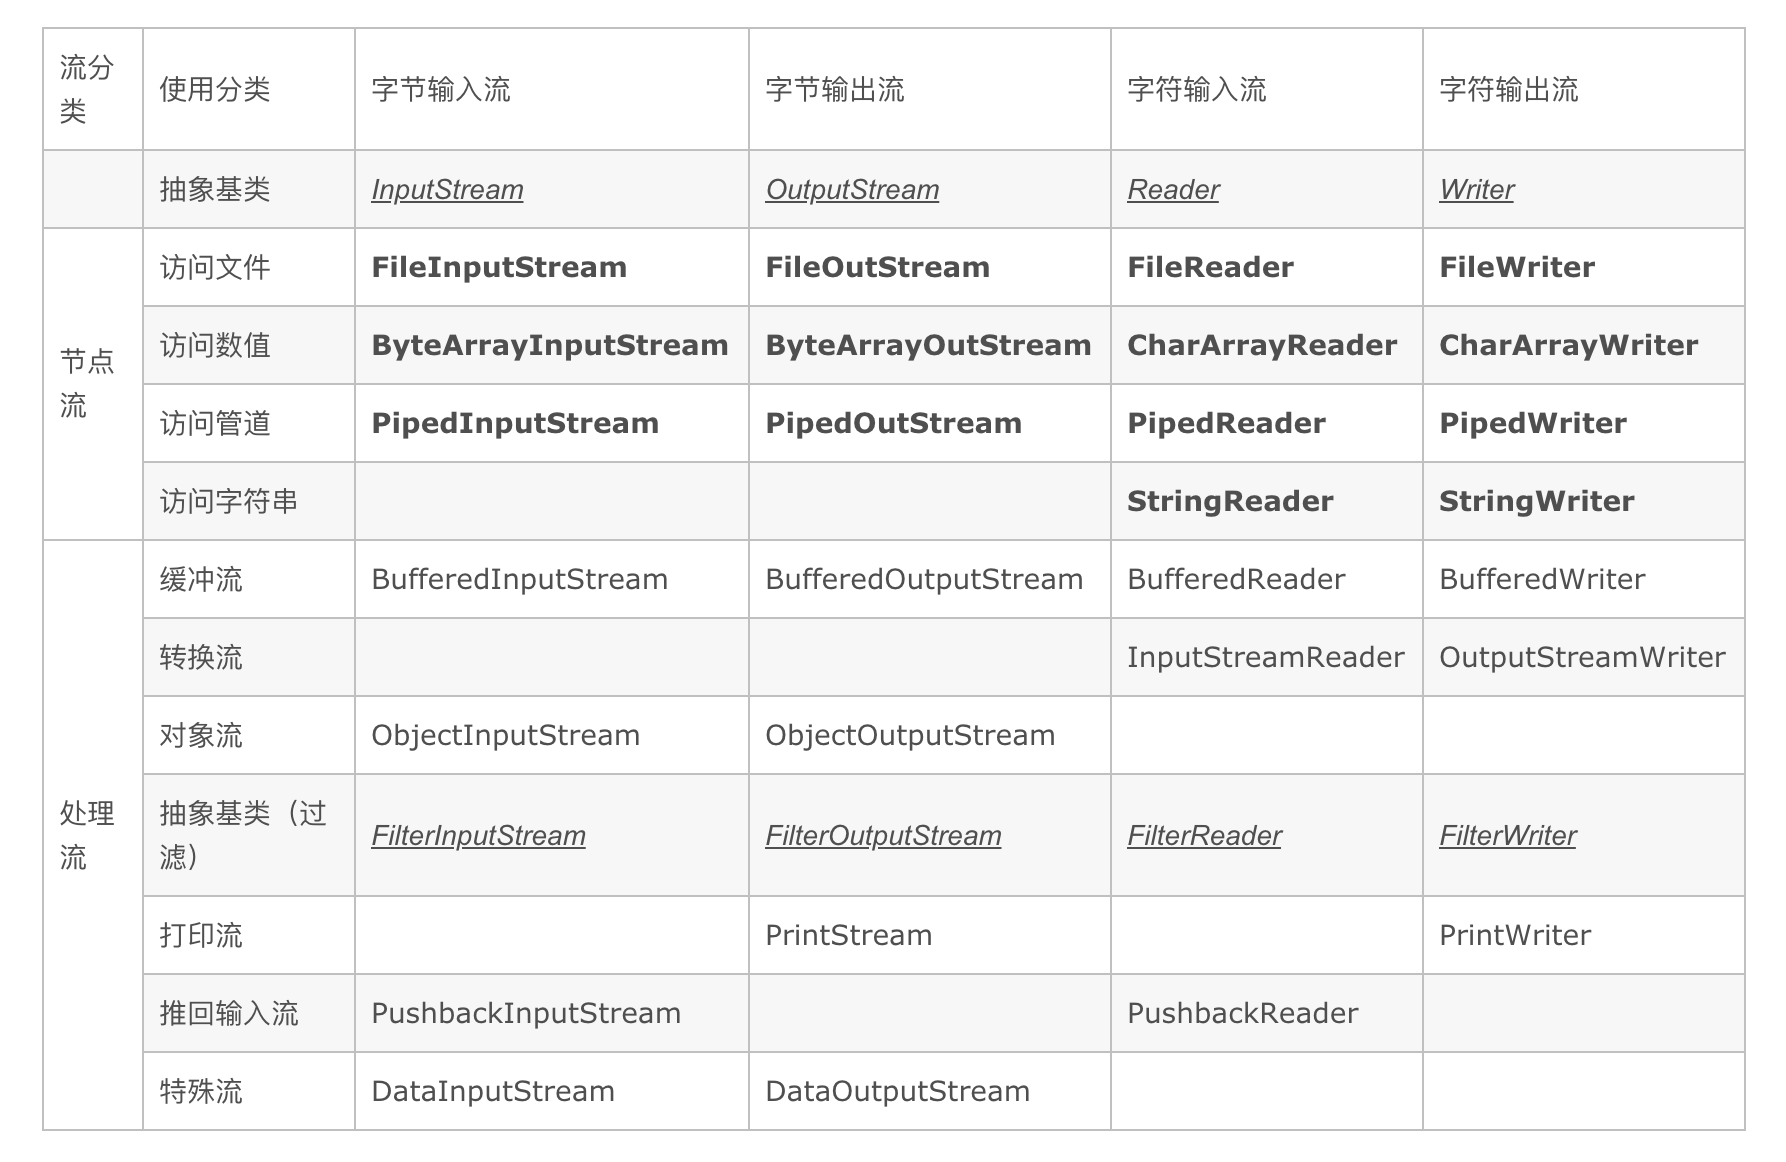 流分
类
使用分类
字节输入流
字节输出流
字符输入流
字符输出流
抽象基类
InputStream
OutputStream
Reader
Writer
节点
流
访问文件
FileInputStream
FileOutStream
FileReader
FileWriter
访问数值
ByteArrayInputStream
ByteArrayOutStream
CharArrayReader
CharArrayWriter
访问管道
PipedInputStream
PipedOutStream
PipedReader
PipedWriter
访问字符串
StringReader
StringWriter
处理
流
缓冲流
BufferedInputStream
BufferedOutputStream
BufferedReader
BufferedWriter
转换流
InputStreamReader
OutputStreamWriter
对象流
ObjectInputStream
ObjectOutputStream
抽象基类（过
滤）
FilterInputStream
FilterOutputStream
FilterReader
FilterWriter
打印流
PrintStream
PrintWriter
推回输入流
PushbackInputStream
PushbackReader
特殊流
DataInputStream
DataOutputStream